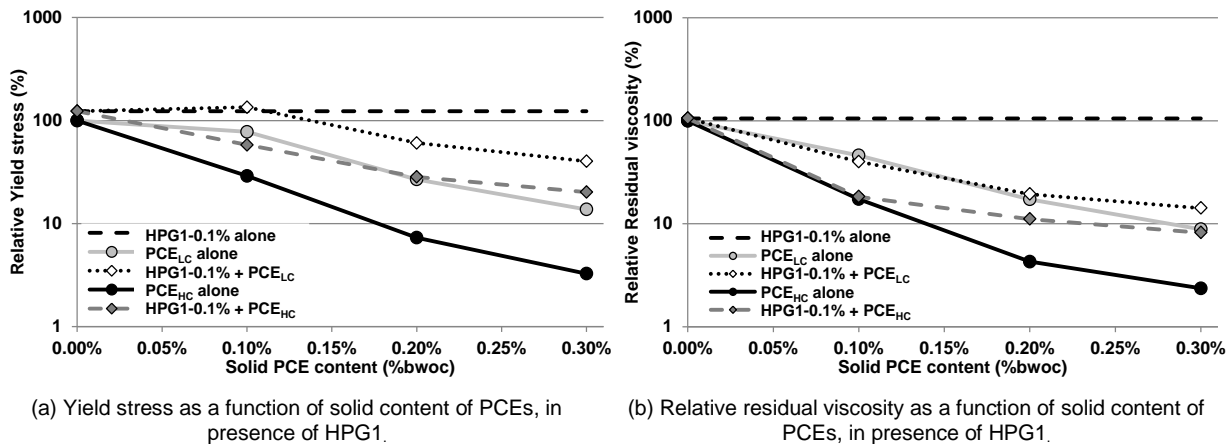 1000
100
10
1
Relative Yield stress (%)
HPG1-0.1% alone
PCELC alone
HPG1-0.1% + PCELC
PCEHC alone
HPG1-0.1% + PCEHC
0.00% 0.05% 0.10% 0.15% 0.20% 0.25% 0.30%
Solid PCE content (%bwoc)
(a) Yield stress as a function of solid content of PCEs, in
presence of HPG1.
1000
100
10
1
Relative Residual viscosity (%)
HPG1-0.1% alone
PCELC alone
HPG1-0.1% + PCELC
PCEHC alone
HPG1-0.1% + PCEHC
0.00% 0.05% 0.10% 0.15% 0.20% 0.25% 0.30%
Solid PCE content (%bwoc)
(b) Relative residual viscosity as a function of solid content of
PCEs, in presence of HPG1.